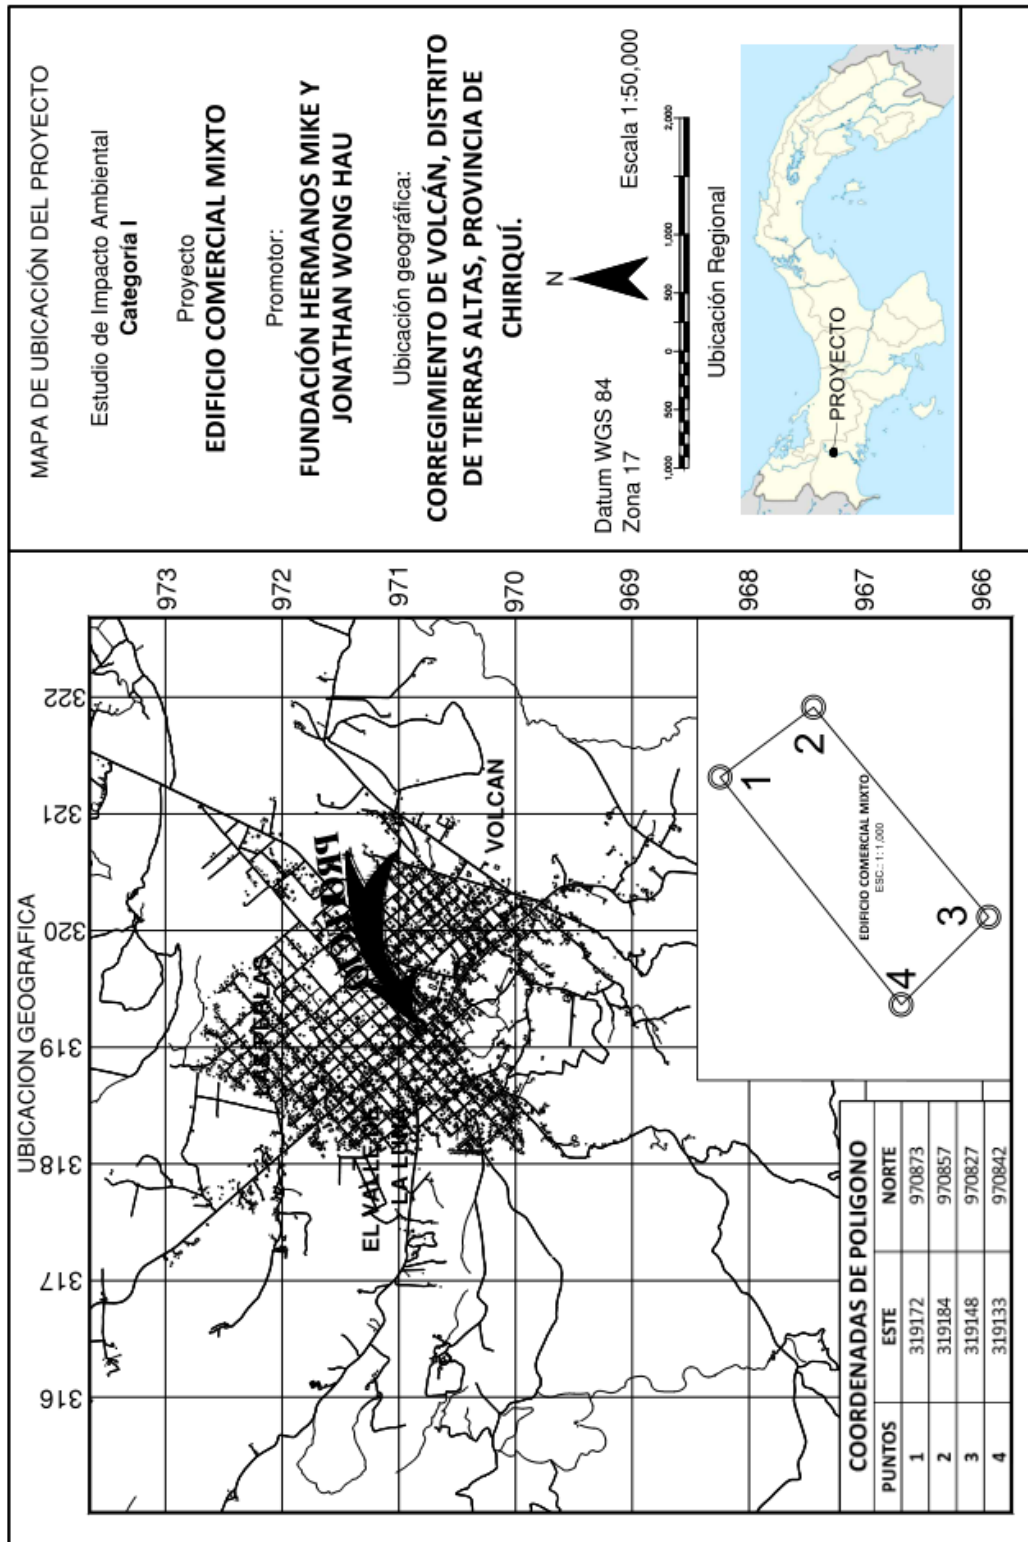 MAPA DE UBICACIÓN DEL PROYECTO
Estudio de Impacto Ambiental
Categoría I
Proyecto
EDIFICIO COMERCIAL MIXTO
Promotor:
FUNDACIÓN HERMANOS MIKE Y
JONATHAN WONG HAU
Ubicación geográfica:
CORREGIMIENTO DE VOLCÁN, DISTRITO
DE TIERRAS ALTAS, PROVINCIA DE
CHIRIQUÍ.
N
Datum WGS 84
Zona 17
Escala 1:50,000
1,000 500 0 500 1,000 2,000
Ubicación Regional
PROYECTO
UBICACION GEOGRAFICA
316 317 318 319 320 321 322
973
972
971
970
969
968
967
966
PROYECTO
EL VALLE
LA LUNA
VOLCAN
1
2
3
4
EDIFICIO COMERCIAL MIXTO
ESC.: 1:1,000
COORDENADAS DE POLIGONO
PUNTOS ESTE NORTE
1 319172 970873
2 319184 970857
3 319148 970827
4 319133 970842